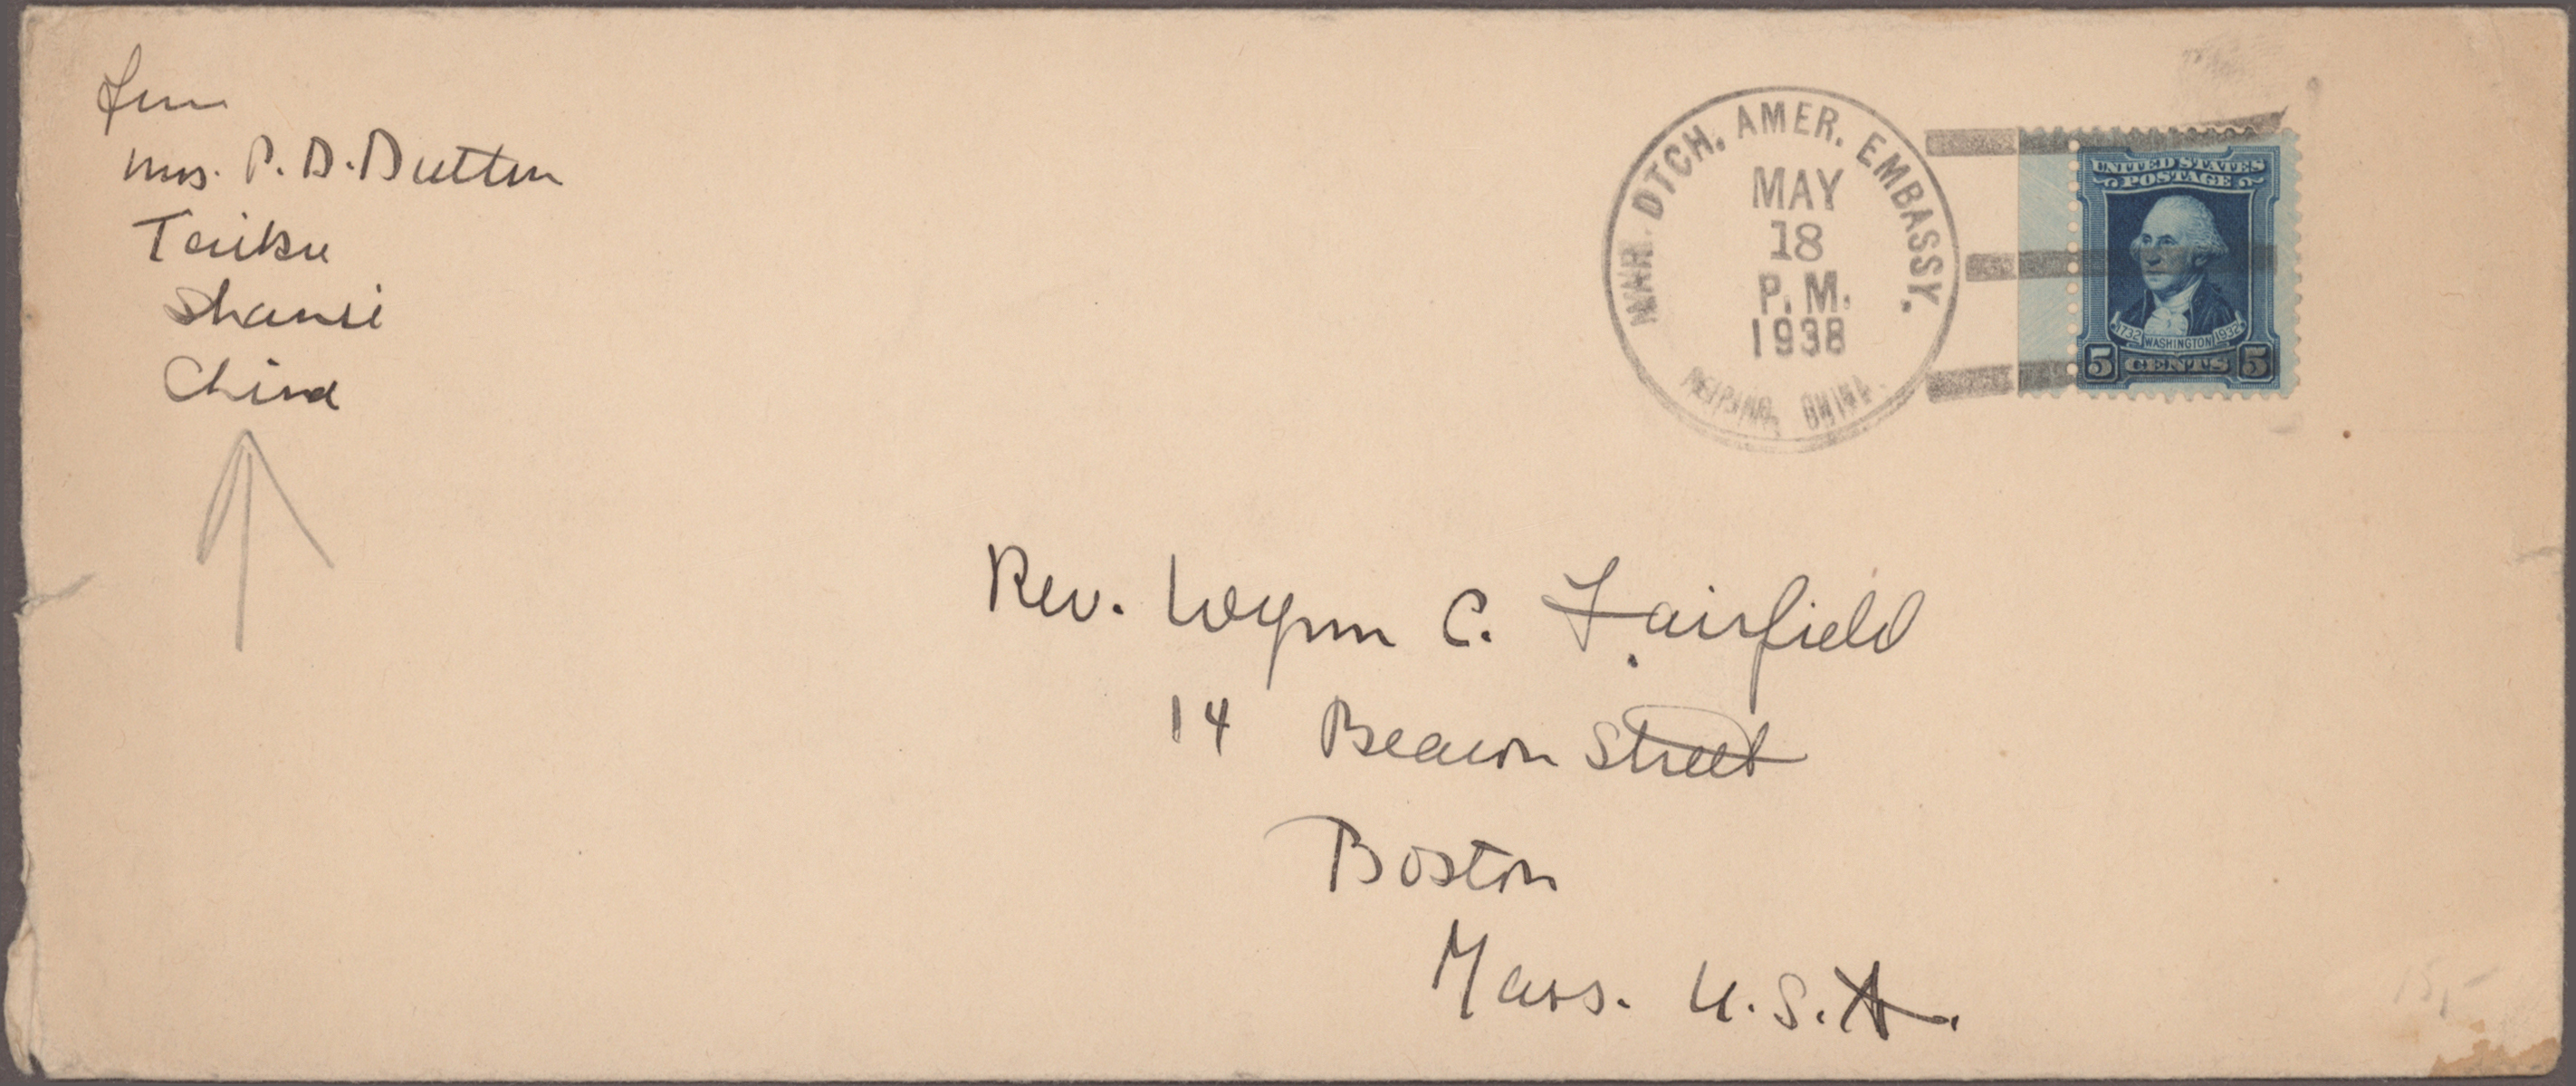 From
Mrs. P. D. Dutton
Taiku
Shansi
China
MAR. DTCH. AMER. EMBASSY.
MAY
18
P.M.
1938
PEIPING, CHINA.
UNITED STATES
POSTAGE
1732 WASHINGTON 1932
5 CENTS 5
Rev. Wynn C. Fairfield
14 Beacon Street
Boston
Mass. U.S.A.